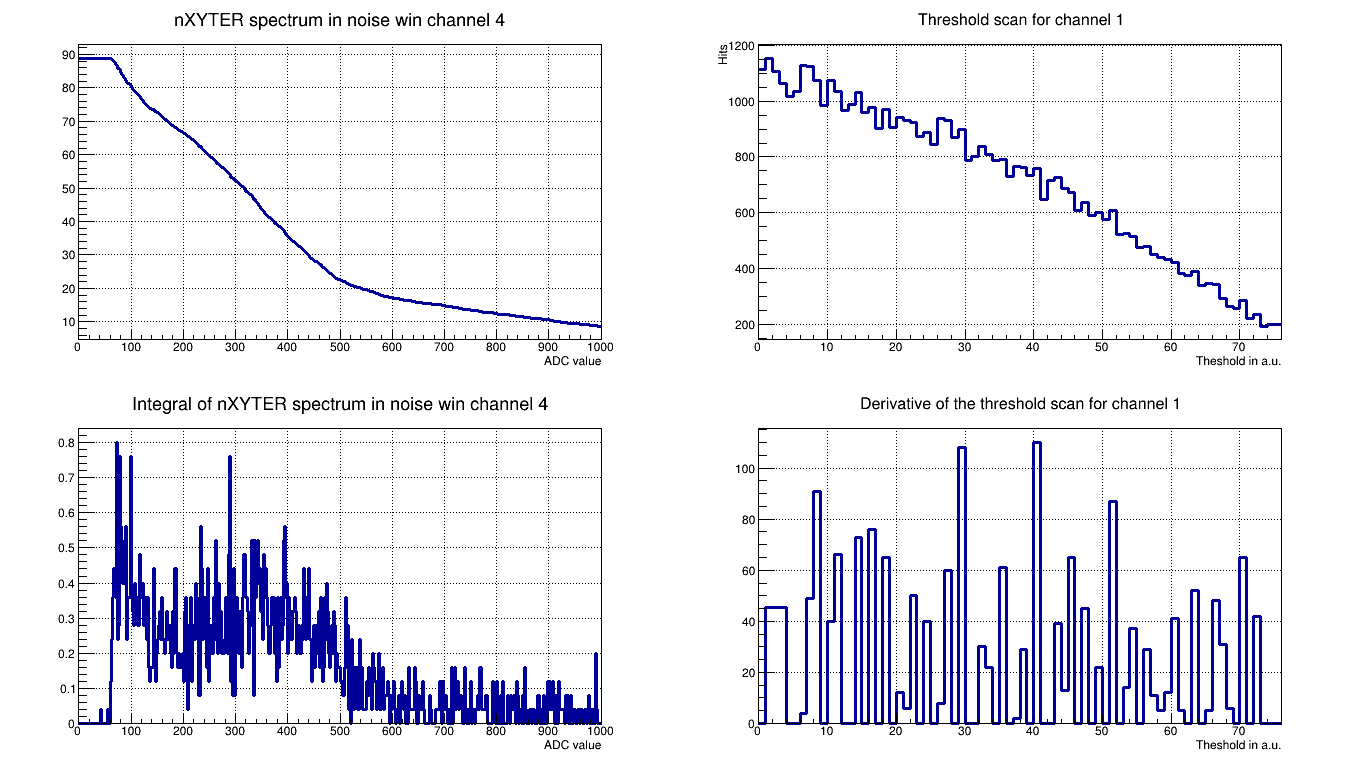 nXYTER spectrum in noise win channel 4
90
80
70
60
50
40
30
20
10
0 100 200 300 400 500 600 700 800 900 1000
ADC value
Threshold scan for channel 1
Hits
1200
1000
800
600
400
200
0 10 20 30 40 50 60 70
Theshold in a.u.
Integral of nXYTER spectrum in noise win channel 4
0.8
0.7
0.6
0.5
0.4
0.3
0.2
0.1
0
0 100 200 300 400 500 600 700 800 900 1000
ADC value
Derivative of the threshold scan for channel 1
100
80
60
40
20
0
0 10 20 30 40 50 60 70
Theshold in a.u.